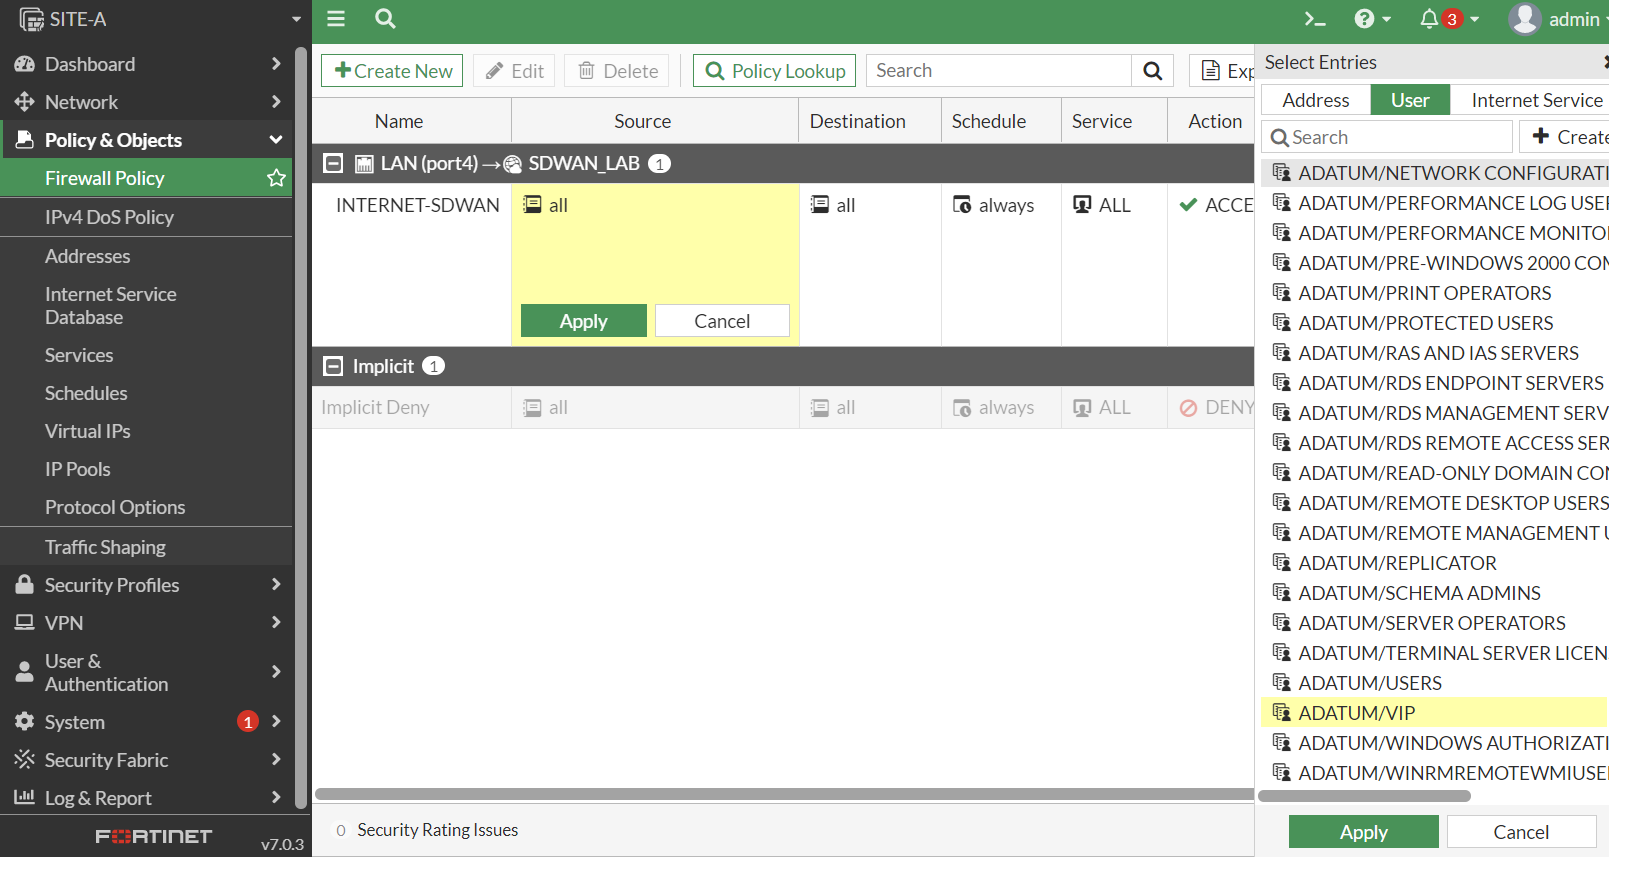 SITE-A
Dashboard
Network
Policy & Objects
Firewall Policy
IPv4 DoS Policy
Addresses
Internet Service
Database
Services
Schedules
Virtual IPs
IP Pools
Protocol Options
Traffic Shaping
Security Profiles
VPN
User &
Authentication
System 1
Security Fabric
Log & Report
FORTINET
v7.0.3
3 admin
Create New Edit Delete Policy Lookup Search Exp
Name Source Destination Schedule Service Action
LAN (port4) → SDWAN_LAB 1
INTERNET-SDWAN all all always ALL ACCE
Apply Cancel
Implicit 1
Implicit Deny all all always ALL DENY
0 Security Rating Issues
Select Entries
Address User Internet Service
Search Create
ADATUM/NETWORK CONFIGURATI
ADATUM/PERFORMANCE LOG USER
ADATUM/PERFORMANCE MONITO
ADATUM/PRE-WINDOWS 2000 COM
ADATUM/PRINT OPERATORS
ADATUM/PROTECTED USERS
ADATUM/RAS AND IAS SERVERS
ADATUM/RDS ENDPOINT SERVERS
ADATUM/RDS MANAGEMENT SERV
ADATUM/RDS REMOTE ACCESS SER
ADATUM/READ-ONLY DOMAIN CON
ADATUM/REMOTE DESKTOP USERS
ADATUM/REMOTE MANAGEMENT U
ADATUM/REPLICATOR
ADATUM/SCHEMA ADMINS
ADATUM/SERVER OPERATORS
ADATUM/TERMINAL SERVER LICEN
ADATUM/USERS
ADATUM/VIP
ADATUM/WINDOWS AUTHORIZATI
ADATUM/WINRMREMOTEWMIUSE
Apply Cancel